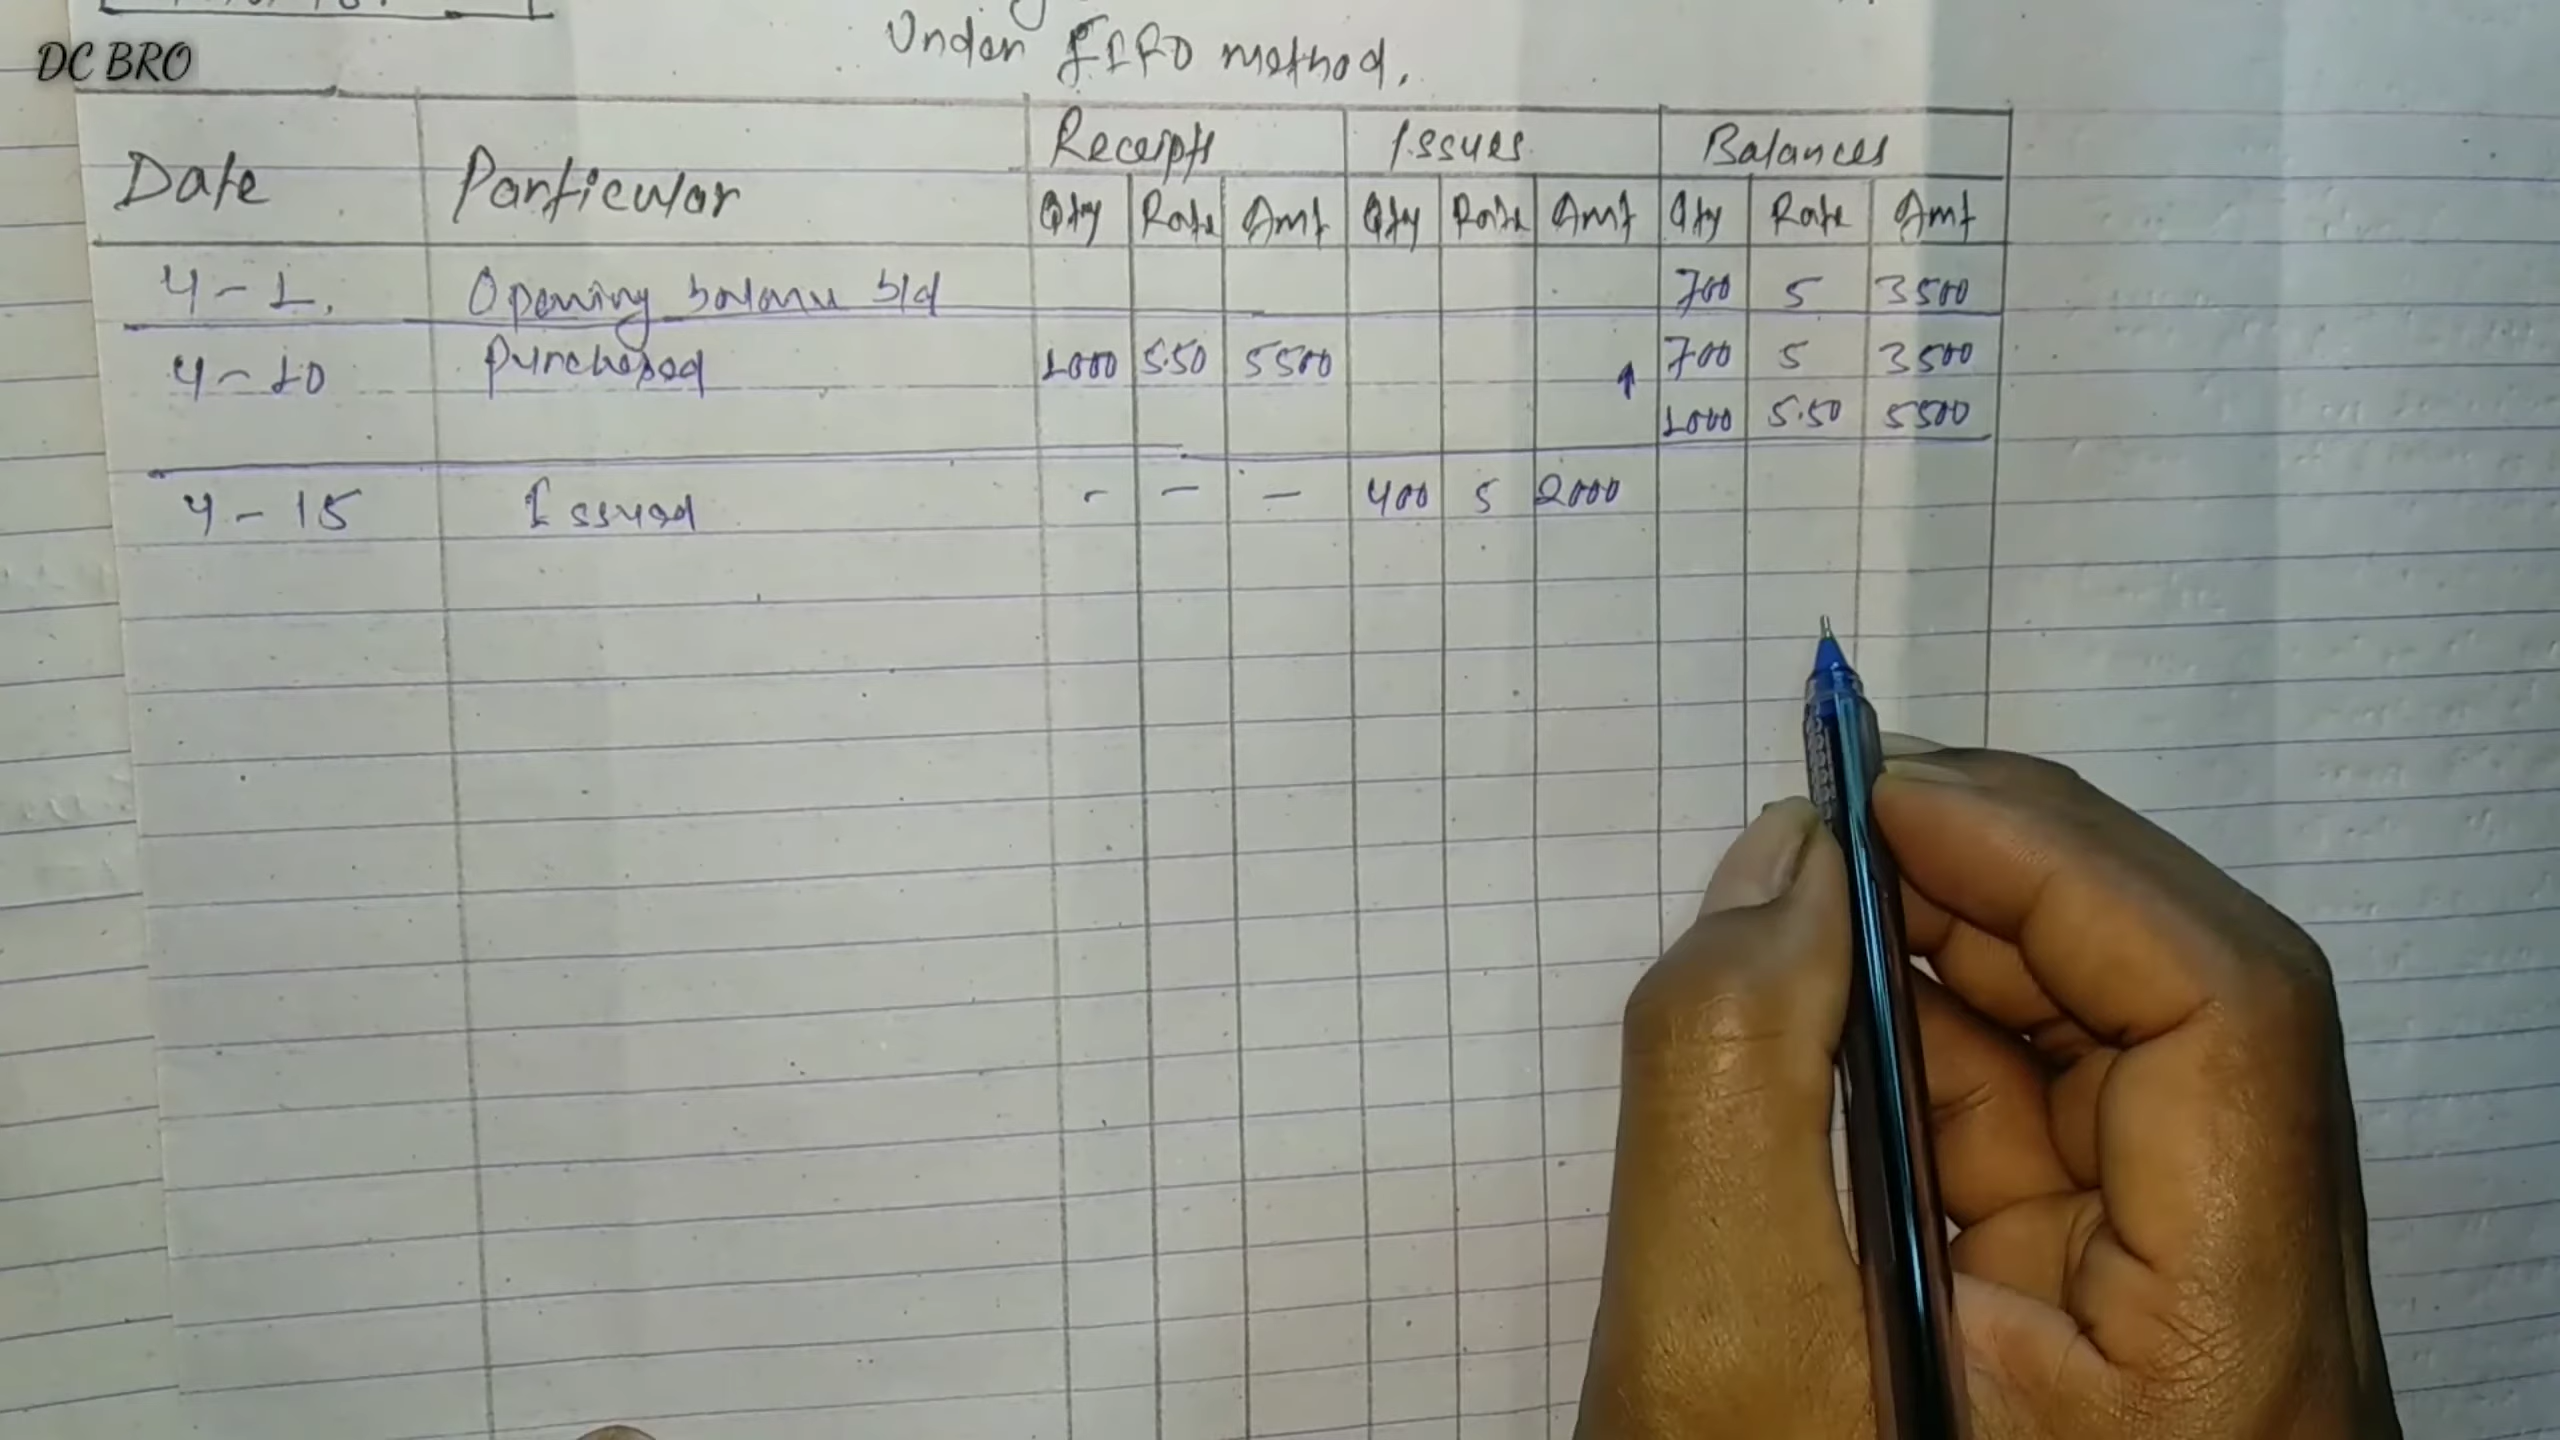 DC BRO
Under FIFO method.
Receipts Issues Balances
Date Particular Qty Rate Amt Qty Rate Amt Qty Rate Amt
4-1. Opening balance b/d 700 5 3500
4-10 Purchased 1000 5.50 5500 700 5 3500
1000 5.50 5500
4-15 Issued - - - 400 5 2000